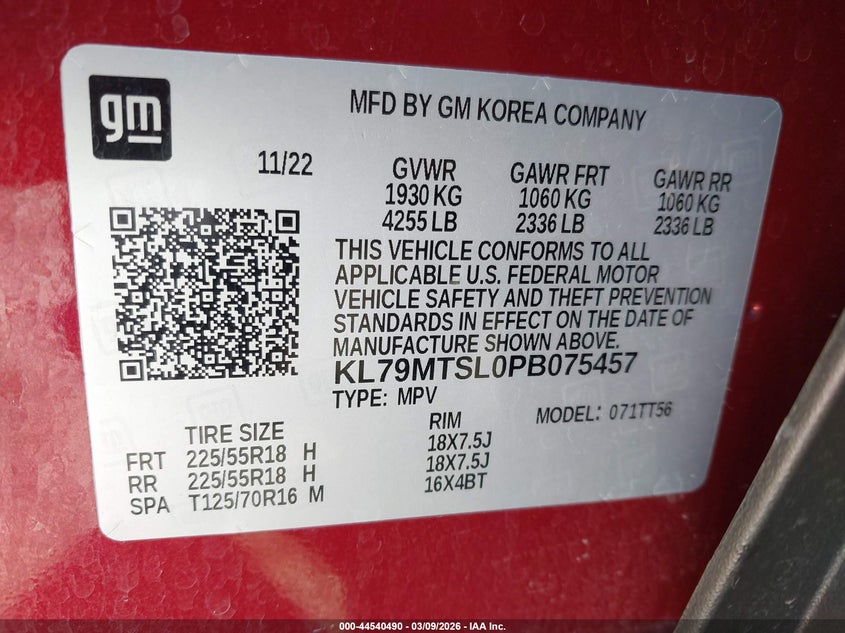 gm
MFD BY GM KOREA COMPANY
11/22
GVWR GAWR FRT GAWR RR
1930 KG 1060 KG 1060 KG
4255 LB 2336 LB 2336 LB
THIS VEHICLE CONFORMS TO ALL
APPLICABLE U.S. FEDERAL MOTOR
VEHICLE SAFETY AND THEFT PREVENTION
STANDARDS IN EFFECT ON THE DATE OF
MANUFACTURE SHOWN ABOVE.
KL79MTSL0PB075457
TYPE: MPV MODEL: 071TT56
TIRE SIZE RIM
FRT 225/55R18 H 18X7.5J
RR 225/55R18 H 18X7.5J
SPA T125/70R16 M 16X4BT
000-44540490 - 03/09/2026 - IAA Inc.